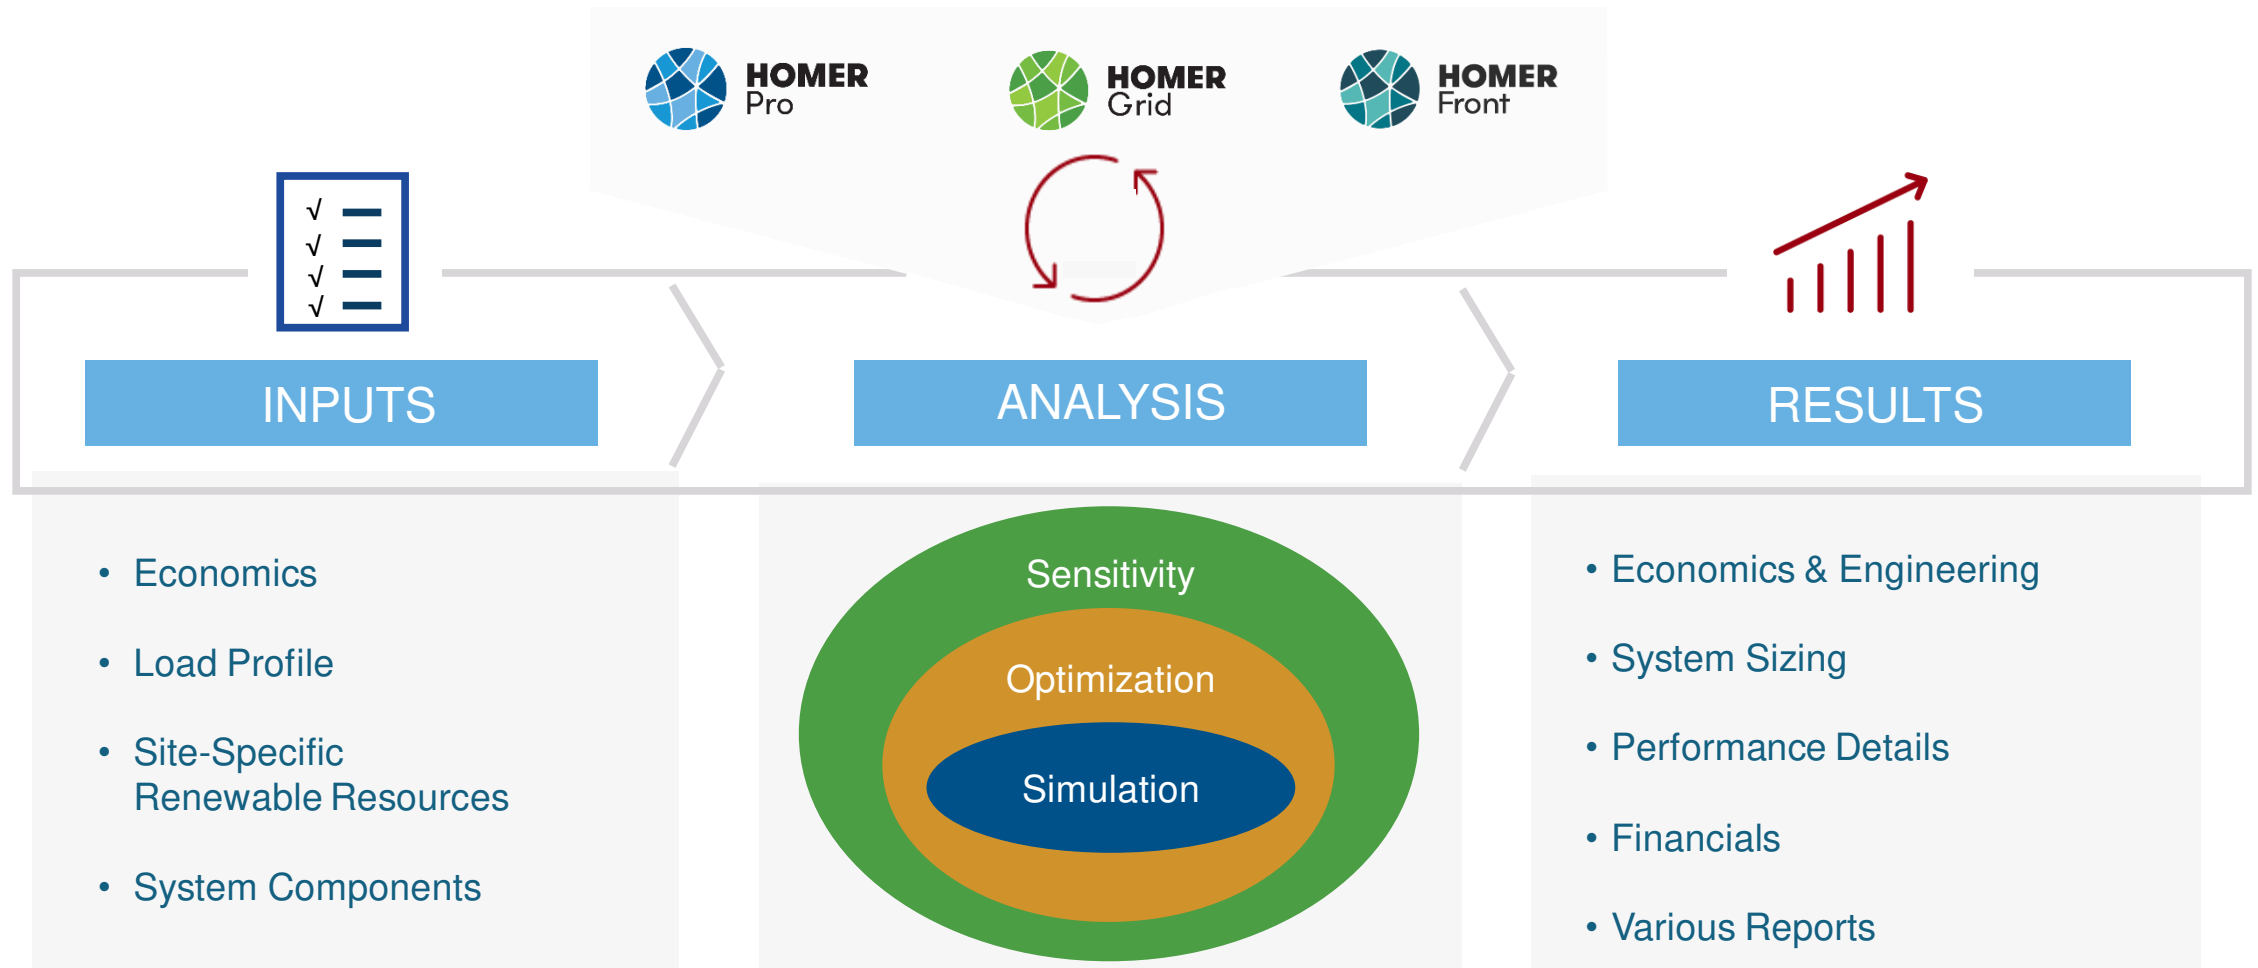 HOMER
Pro
HOMER
Grid
HOMER
Front
√
√
√
√
INPUTS
ANALYSIS
RESULTS
• Economics
• Load Profile
• Site-Specific
Renewable Resources
• System Components
Sensitivity
Optimization
Simulation
• Economics & Engineering
• System Sizing
• Performance Details
• Financials
• Various Reports